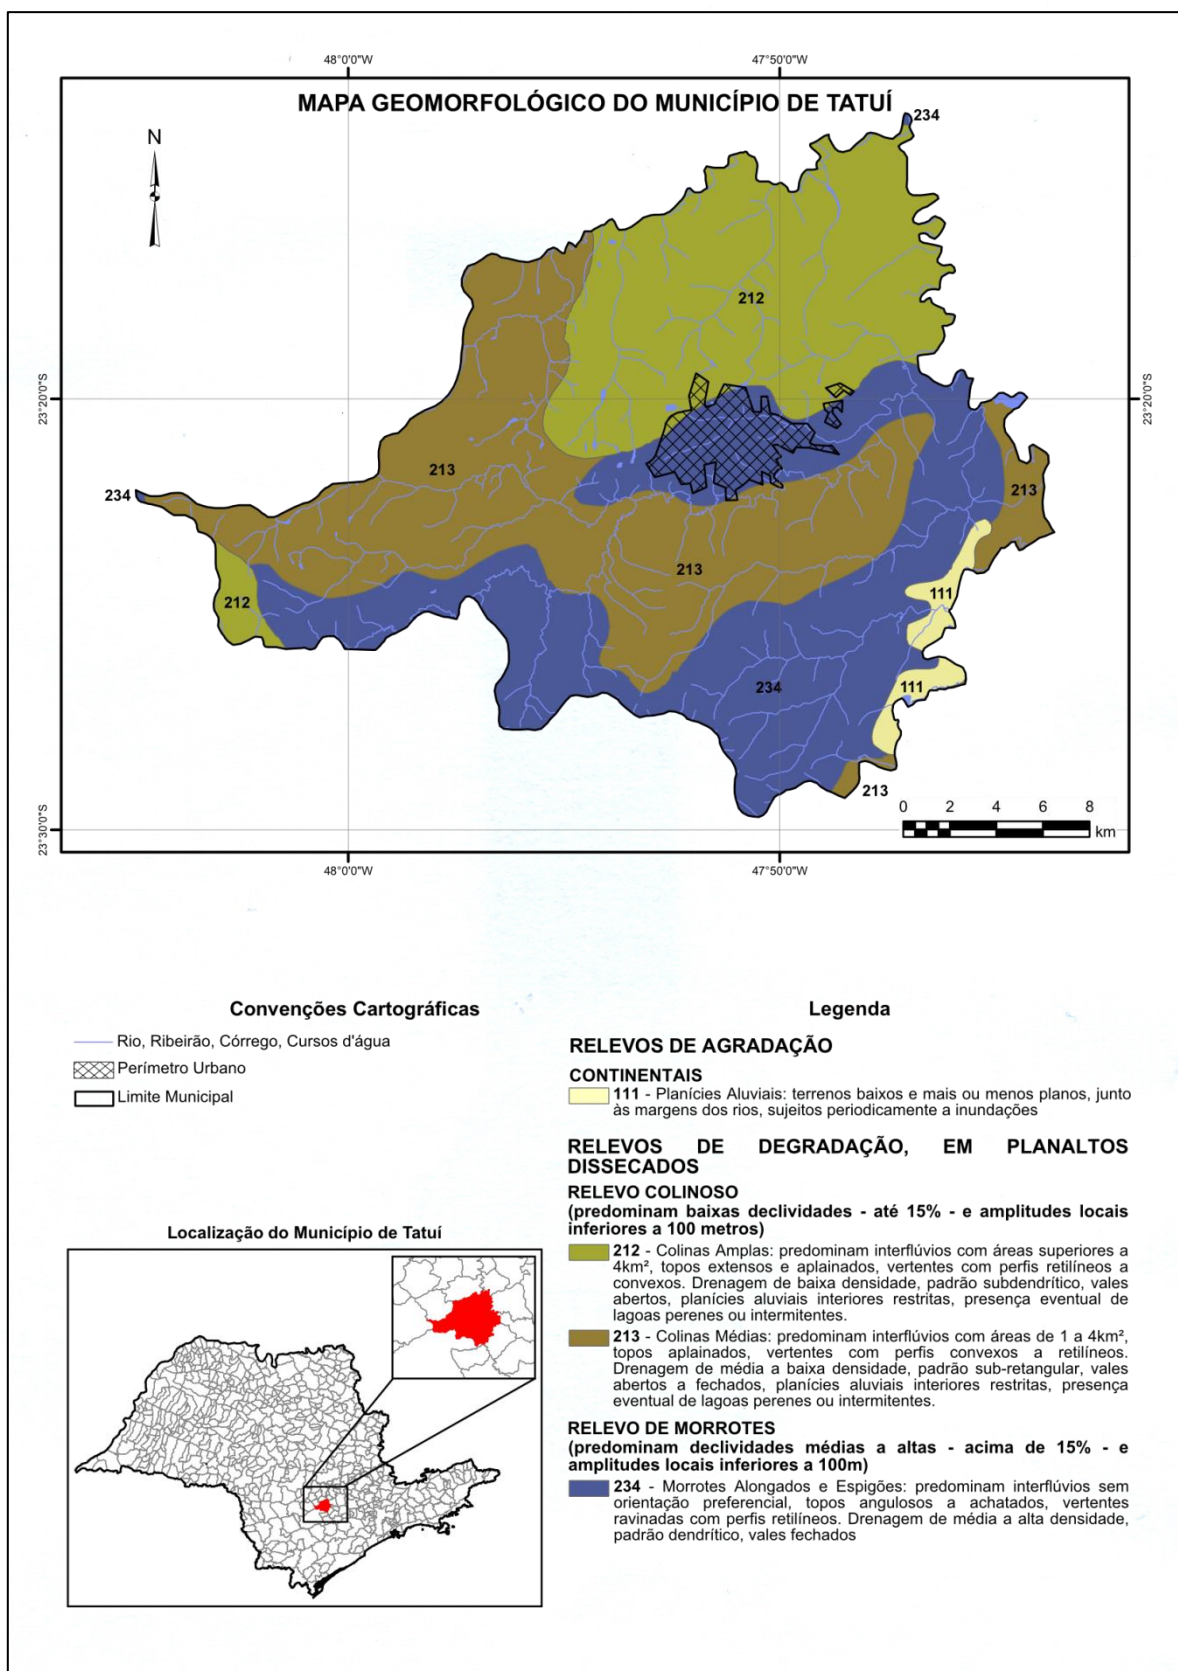 48°0'0"W 47°50'0"W
MAPA GEOMORFOLÓGICO DO MUNICÍPIO DE TATUÍ
234
N
212
23°20'0"S 23°20'0"S
213
234
213
213
212
111
234
111
213
0 2 4 6 8
km
23°30'0"S
48°0'0"W 47°50'0"W
Convenções Cartográficas
Rio, Ribeirão, Córrego, Cursos d'água
Perímetro Urbano
Limite Municipal
Localização do Município de Tatuí
Legenda
RELEVOS DE AGRADAÇÃO
CONTINENTAIS
111 - Planícies Aluviais: terrenos baixos e mais ou menos planos, junto
às margens dos rios, sujeitos periodicamente a inundações
RELEVOS DE DEGRADAÇÃO, EM PLANALTOS
DISSECADOS
RELEVO COLINOSO
(predominam baixas declividades - até 15% - e amplitudes locais
inferiores a 100 metros)
212 - Colinas Amplas: predominam interflúvios com áreas superiores a
4km², topos extensos e aplainados, vertentes com perfis retilíneos a
convexos. Drenagem de baixa densidade, padrão subdendrítico, vales
abertos, planícies aluviais interiores restritas, presença eventual de
lagoas perenes ou intermitentes.
213 - Colinas Médias: predominam interflúvios com áreas de 1 a 4km²,
topos aplainados, vertentes com perfis convexos a retilíneos.
Drenagem de média a baixa densidade, padrão sub-retangular, vales
abertos a fechados, planícies aluviais interiores restritas, presença
eventual de lagoas perenes ou intermitentes.
RELEVO DE MORROTES
(predominam declividades médias a altas - acima de 15% - e
amplitudes locais inferiores a 100m)
234 - Morrotes Alongados e Espigões: predominam interflúvios sem
orientação preferencial, topos angulosos a achatados, vertentes
ravinadas com perfis retilíneos. Drenagem de média a alta densidade,
padrão dendrítico, vales fechados